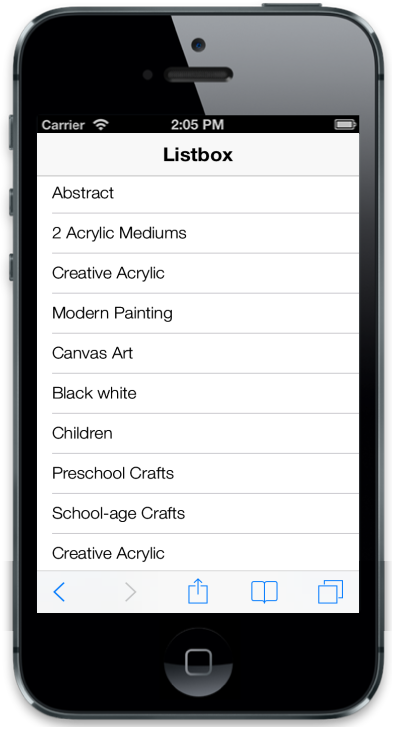 Carrier 2:05 PM
Listbox
Abstract
2 Acrylic Mediums
Creative Acrylic
Modern Painting
Canvas Art
Black white
Children
Preschool Crafts
School-age Crafts
Creative Acrylic